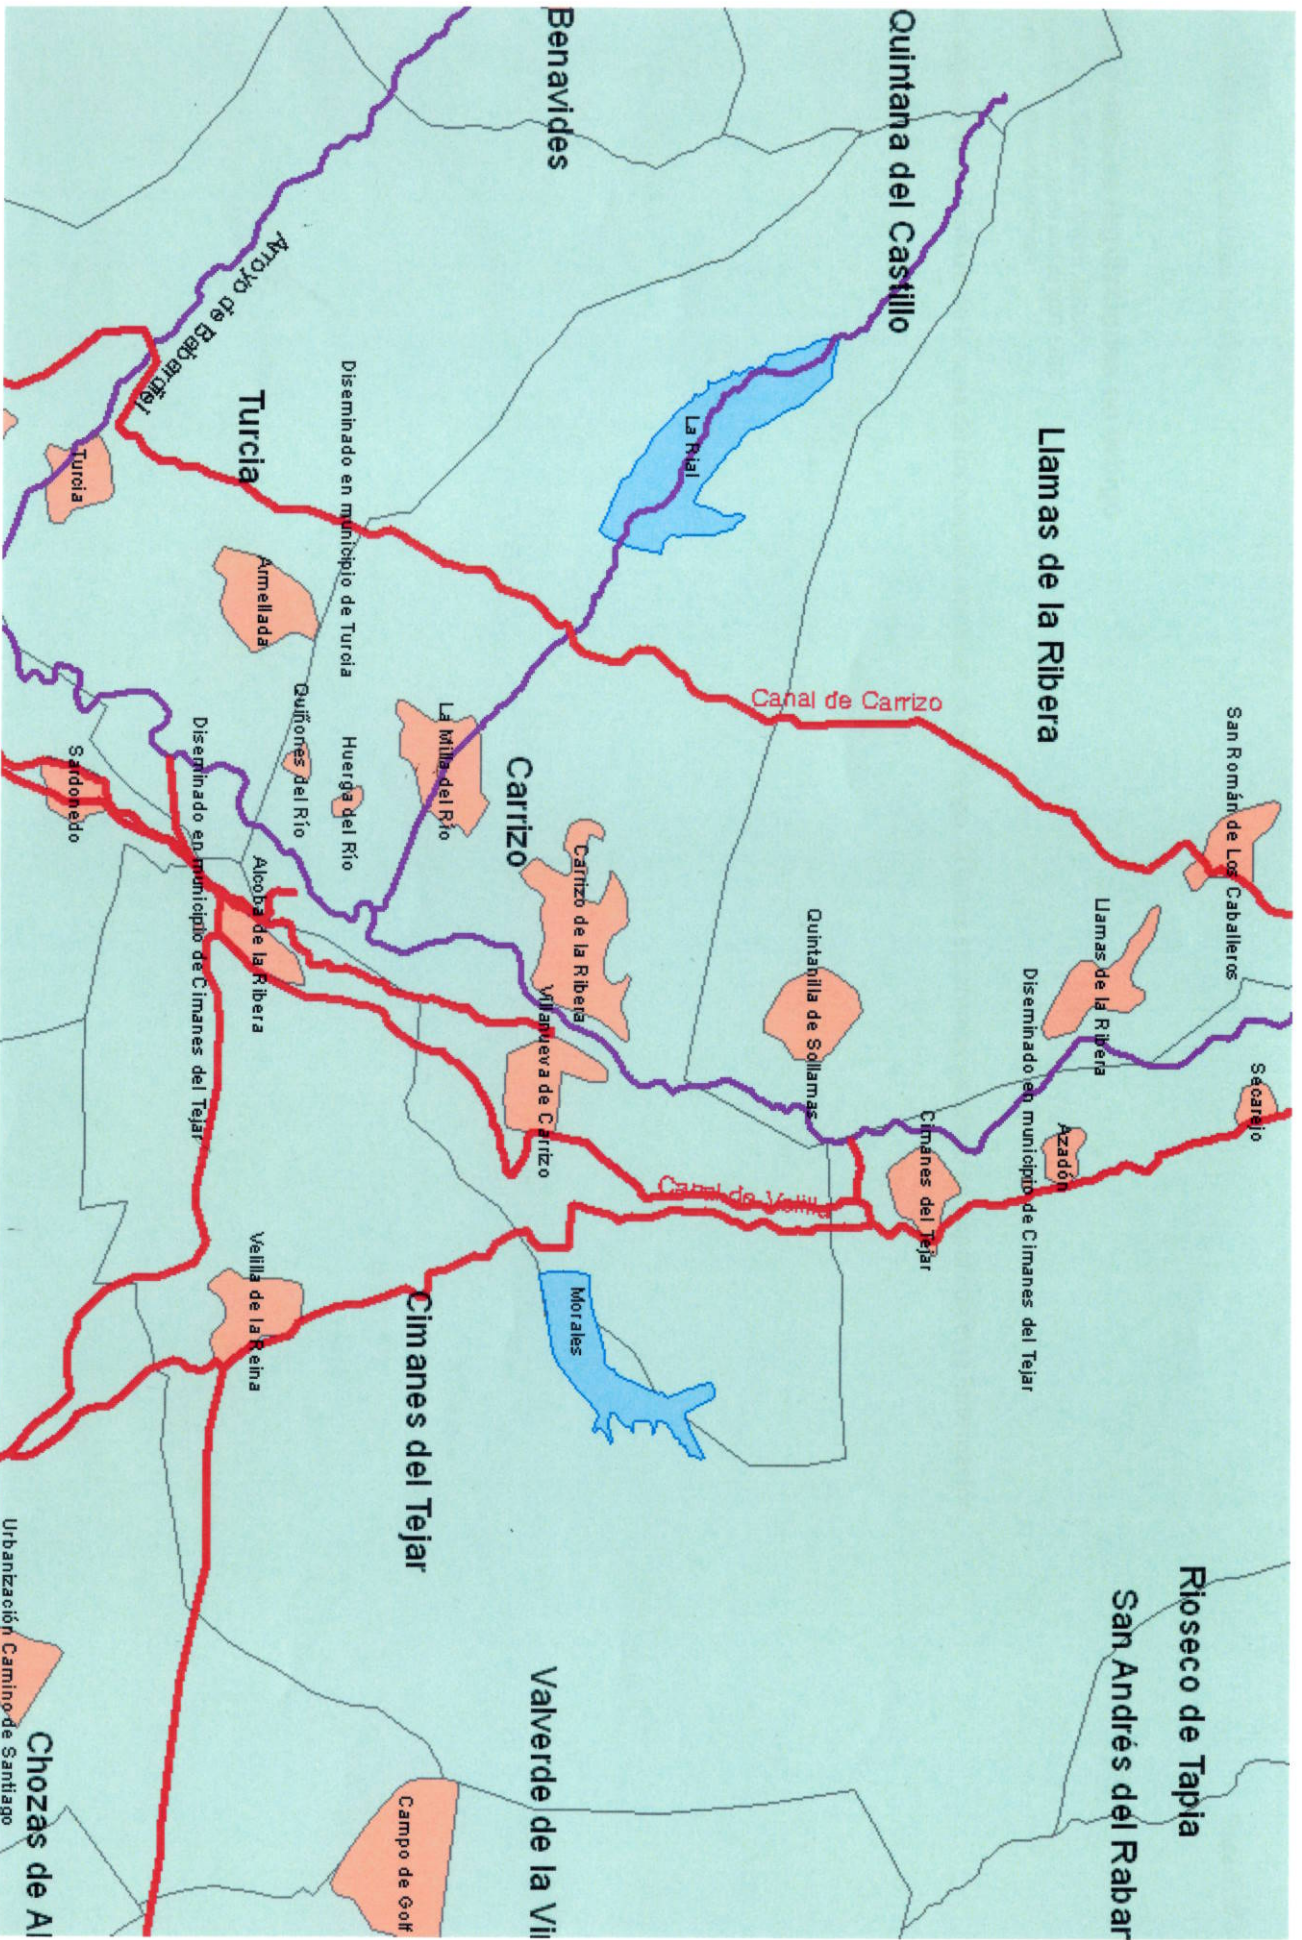 Rioseco de Tapia
San Andrés del Rabar
San Román de Los Caballeros
Secarejo
Llamas de la Ribera
Llamas de la Ribera
Azadón
Diseminado en municipio de Cimanes del Tejar
Quintana del Castillo
Cimanes del Tejar
Canal de Carrizo
Quintanilla de Sollamas
Canal de Velilla
La Rial
Benavides
Carrizo de la Ribera
Morales
Villanueva de Carrizo
Valverde de la Vi
Carrizo
La Milla del Río
Cimanes del Tejar
Campo de Golf
Diseminado en municipio de Turcia
Huerga del Río
Quiñones del Río
Arroyo de Babardiel
Turcia
Armellada
Alcoba de la Ribera
Velilla de la Reina
Diseminado en municipio de Cimanes del Tejar
Turcia
Sardonedo
Chozas de A
Urbanización Camino de Santiago